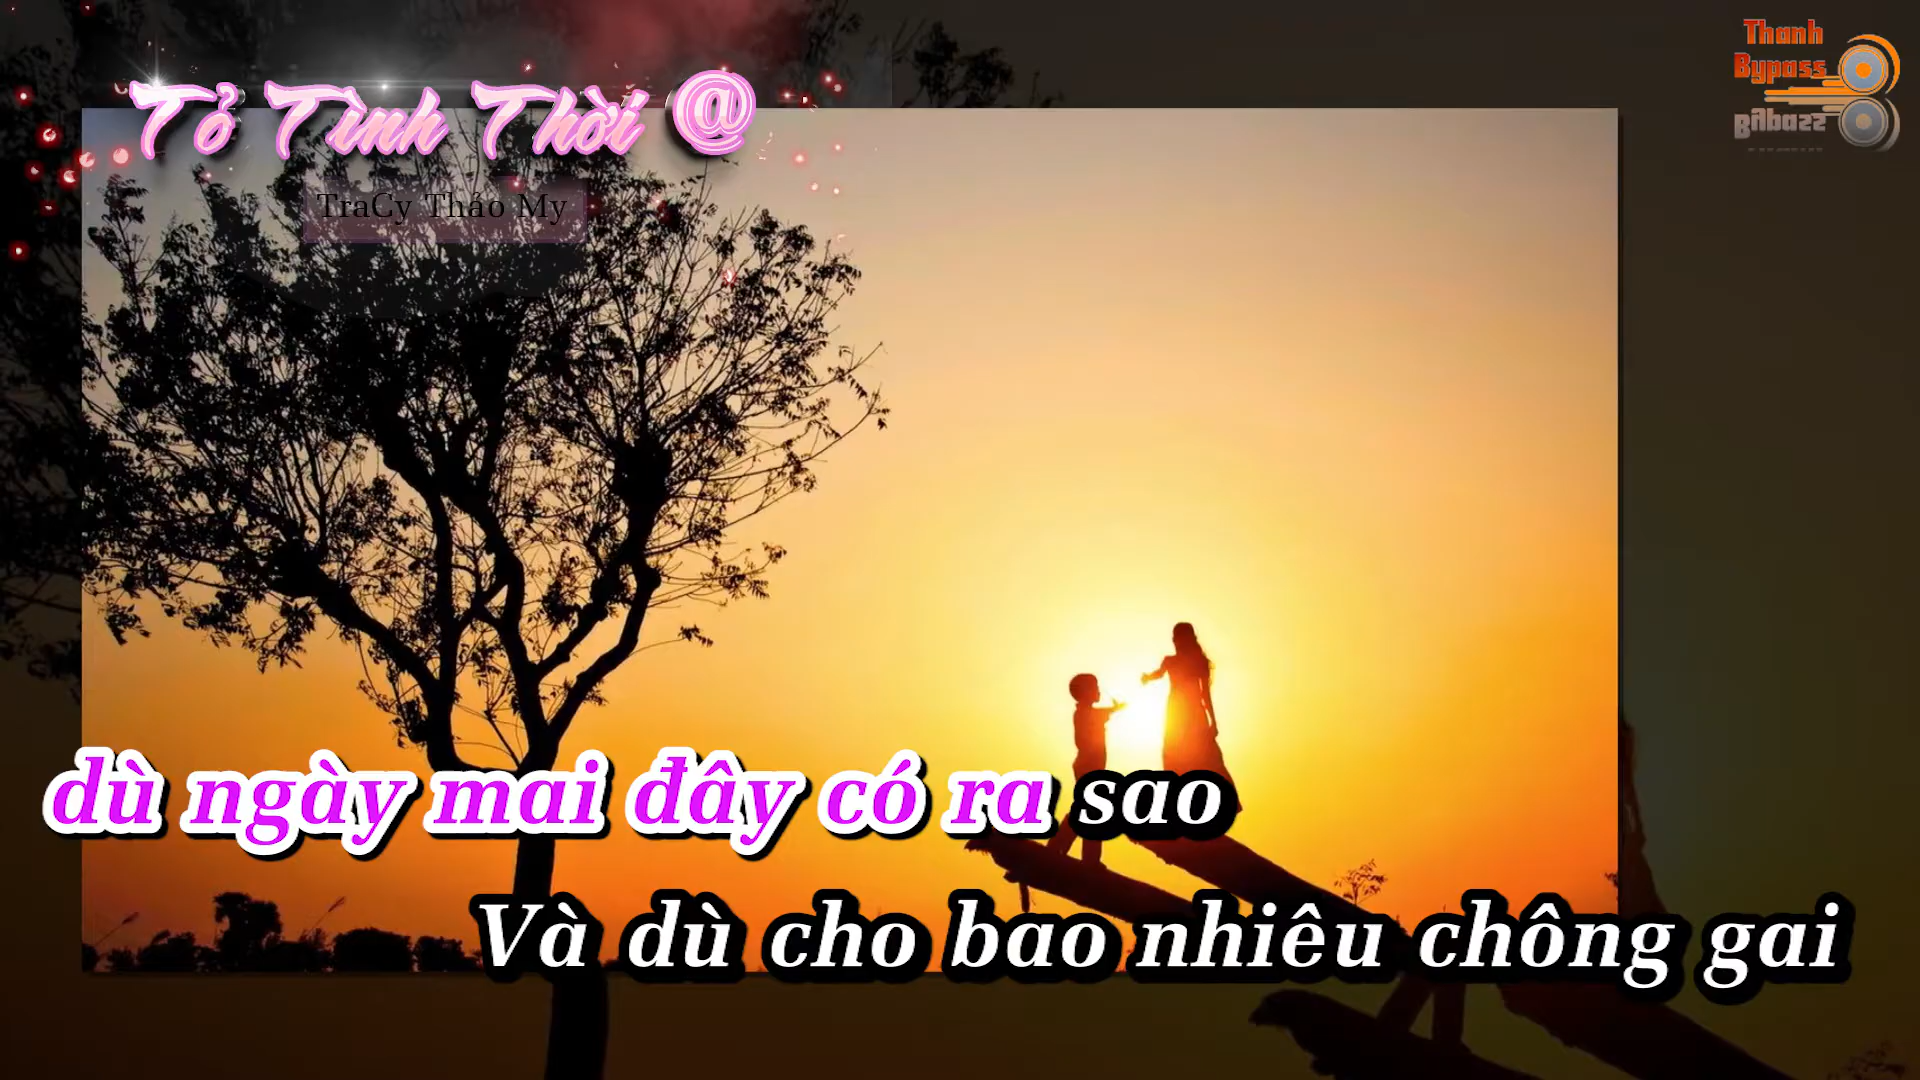 Tỏ Tình Thời @
TraCy Thảo My
Thanh
Bypass
Bilbazz
dù ngày mai đây có ra sao
Và dù cho bao nhiêu chông gai